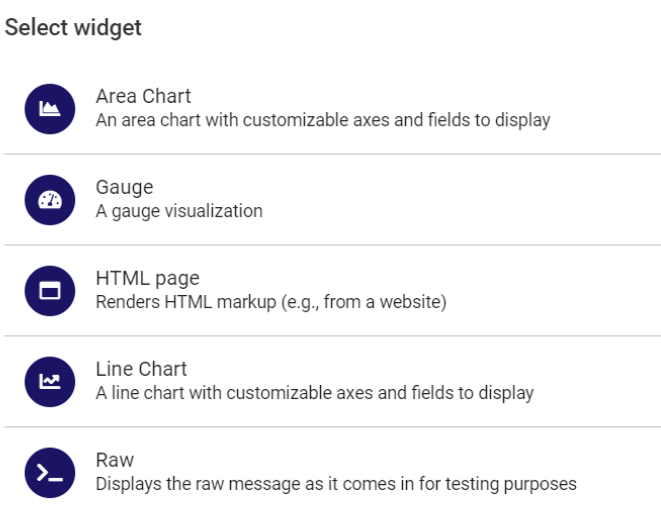 Select widget
Area Chart
An area chart with customizable axes and fields to display
Gauge
A gauge visualization
HTML page
Renders HTML markup (e.g., from a website)
Line Chart
A line chart with customizable axes and fields to display
Raw
Displays the raw message as it comes in for testing purposes